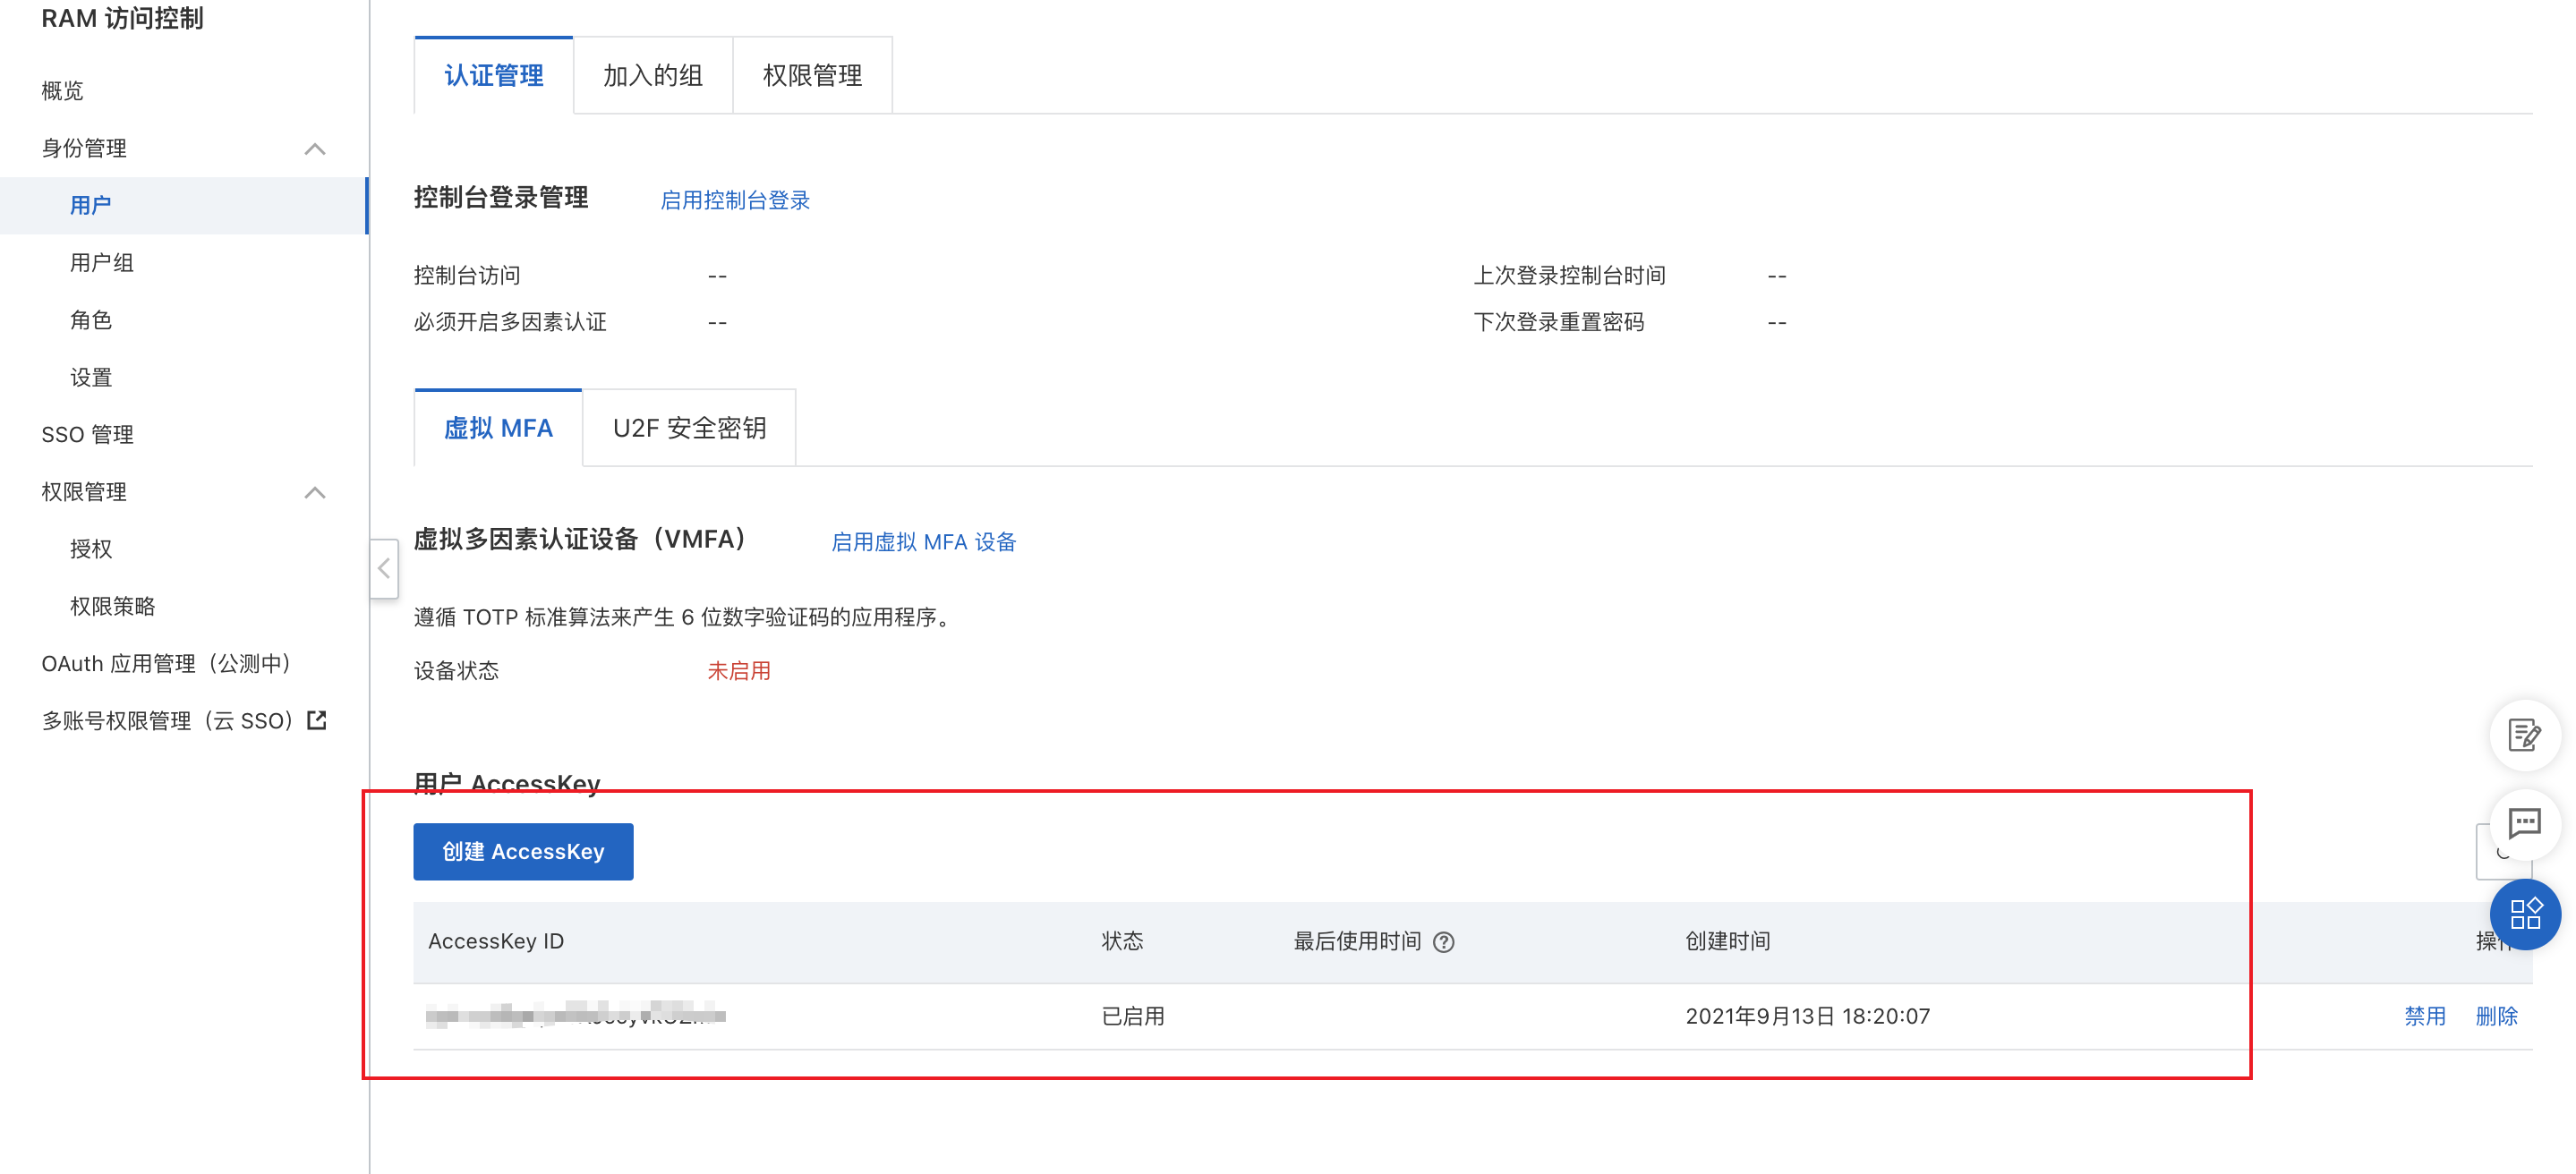 RAM 访问控制
概览
身份管理
用户
用户组
角色
设置
SSO 管理
权限管理
授权
权限策略
OAuth 应用管理（公测中）
多账号权限管理（云 SSO）
认证管理 加入的组 权限管理
控制台登录管理 启用控制台登录
控制台访问 -- 上次登录控制台时间 --
必须开启多因素认证 -- 下次登录重置密码 --
虚拟 MFA U2F 安全密钥
虚拟多因素认证设备（VMFA） 启用虚拟 MFA 设备
遵循 TOTP 标准算法来产生 6 位数字验证码的应用程序。
设备状态 未启用
用户 AccessKey
创建 AccessKey
AccessKey ID 状态 最后使用时间 创建时间 操作
已启用 2021年9月13日 18:20:07 禁用 删除